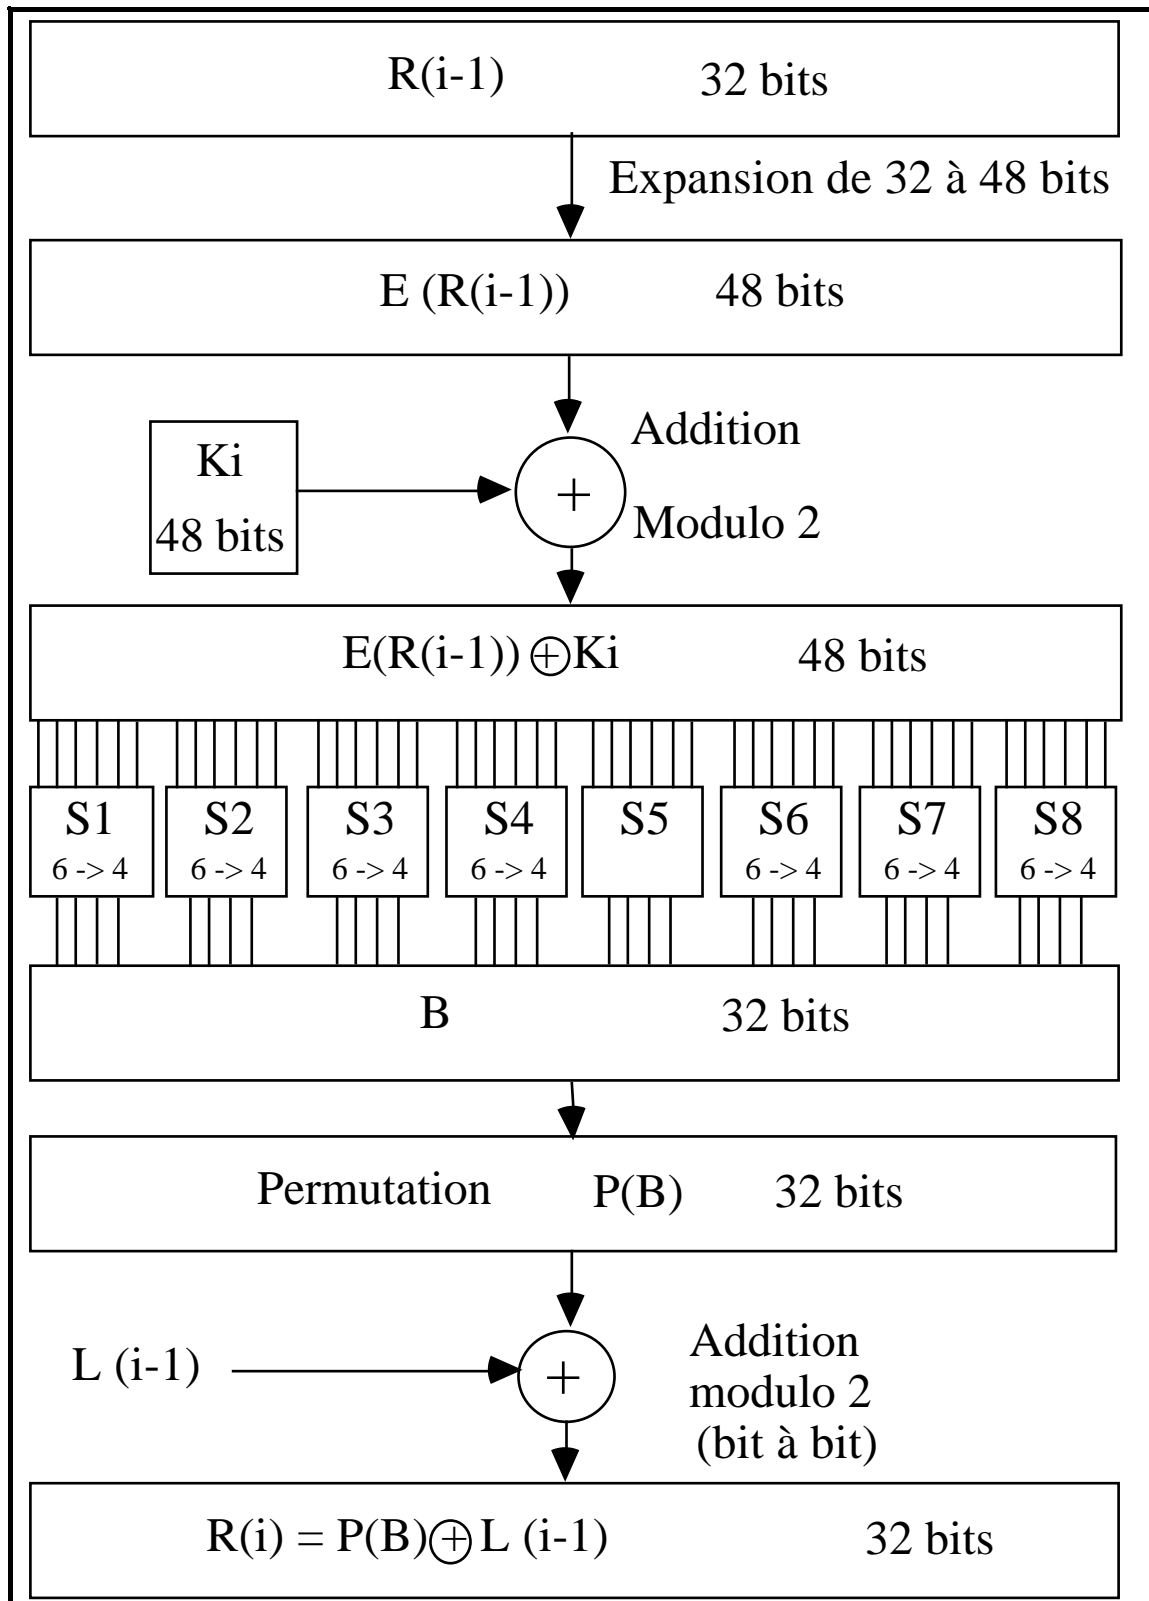 R(i-1) 32 bits
Expansion de 32 à 48 bits
E (R(i-1)) 48 bits
Addition
Ki
+
48 bits
Modulo 2
E(R(i-1)) ⊕ Ki 48 bits
S1 S2 S3 S4 S5 S6 S7 S8
6 -> 4 6 -> 4 6 -> 4 6 -> 4 6 -> 4 6 -> 4 6 -> 4
B 32 bits
Permutation P(B) 32 bits
Addition
L (i-1) +
modulo 2
(bit à bit)
R(i) = P(B) ⊕ L (i-1) 32 bits